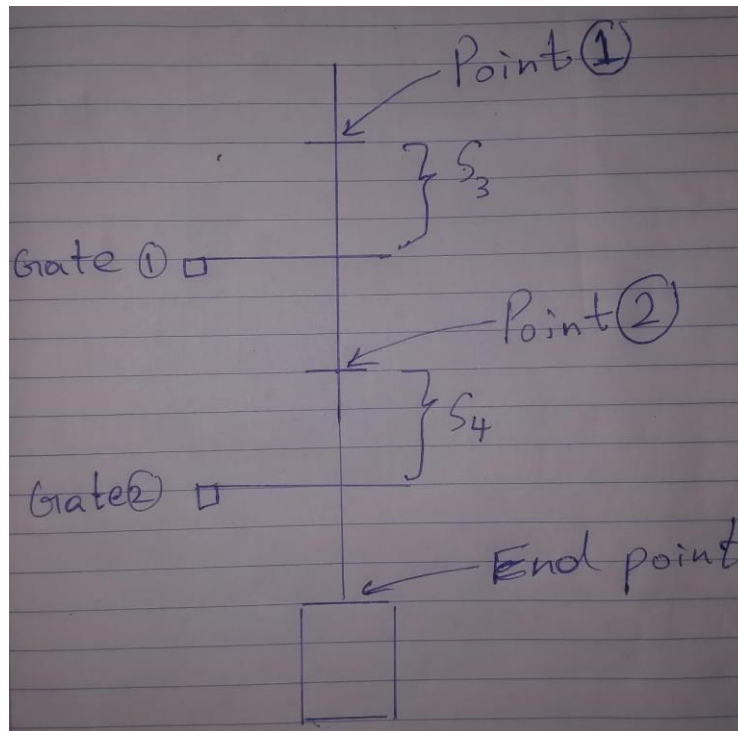 Point ①
S₃
Gate ①
Point ②
S₄
Gate②
End point